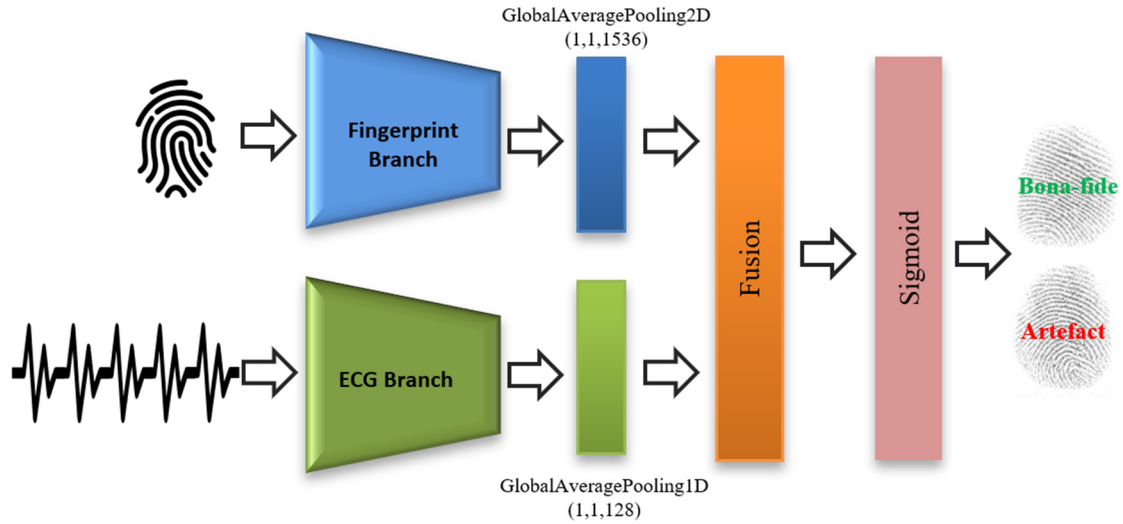 GlobalAveragePooling2D
(1,1,1536)
Fingerprint
Branch
Fusion
Sigmoid
Bona-fide
Artefact
ECG Branch
GlobalAveragePooling1D
(1,1,128)